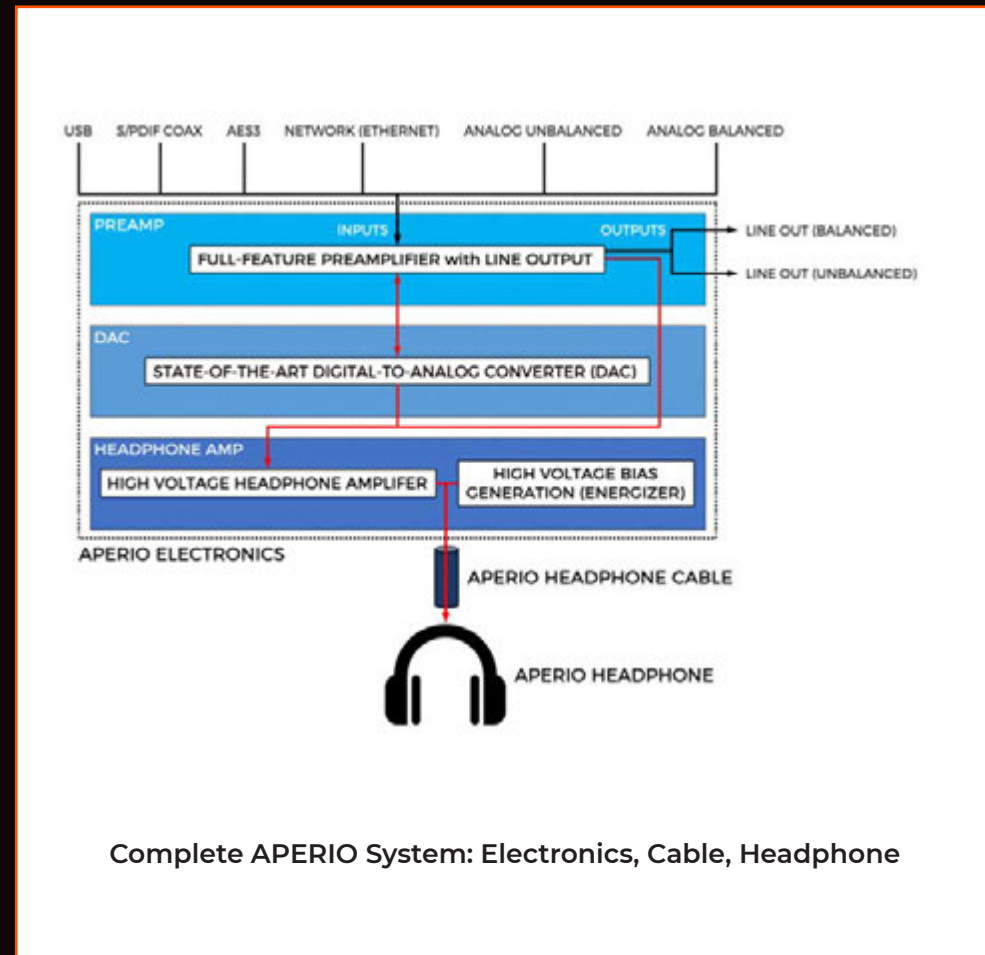 USB S/PDIF COAX AES3 NETWORK (ETHERNET) ANALOG UNBALANCED ANALOG BALANCED
PREAMP
INPUTS
OUTPUTS
LINE OUT (BALANCED)
FULL-FEATURE PREAMPLIFIER with LINE OUTPUT
LINE OUT (UNBALANCED)
DAC
STATE-OF-THE-ART DIGITAL-TO-ANALOG CONVERTER (DAC)
HEADPHONE AMP
HIGH VOLTAGE HEADPHONE AMPLIFER
HIGH VOLTAGE BIAS
GENERATION (ENERGIZER)
APERIO ELECTRONICS
APERIO HEADPHONE CABLE
APERIO HEADPHONE
Complete APERIO System: Electronics, Cable, Headphone